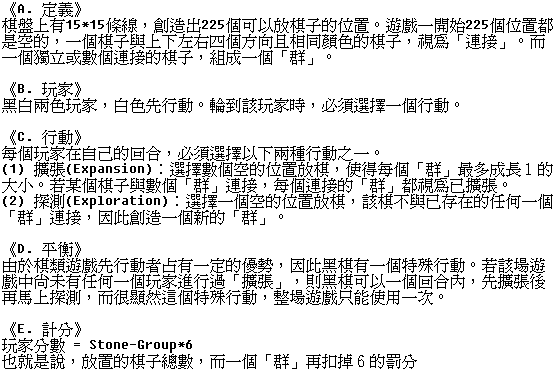 《A. 定義》
棋盤上有15*15條線，創造出225個可以放棋子的位置。遊戲一開始225個位置都
是空的，一個棋子與上下左右四個方向且相同顏色的棋子，視為「連接」。而
一個獨立或數個連接的棋子，組成一個「群」。
《B. 玩家》
黑白兩色玩家，白色先行動。輪到該玩家時，必須選擇一個行動。
《C. 行動》
每個玩家在自己的回合，必須選擇以下兩種行動之一。
(1) 擴張(Expansion)：選擇數個空的位置放棋，使得每個「群」最多成長１的
大小。若某個棋子與數個「群」連接，每個連接的「群」都視為已擴張。
(2) 探測(Exploration)：選擇一個空的位置放棋，該棋不與已存在的任何一個
「群」連接，因此創造一個新的「群」。
《D. 平衡》
由於棋類遊戲先行動者占有一定的優勢，因此黑棋有一個特殊行動。若該場遊
戲中尚未有任何一個玩家進行過「擴張」，則黑棋可以一個回合內，先擴張後
再馬上探測，而很顯然這個特殊行動，整場遊戲只能使用一次。
《E. 計分》
玩家分數 = Stone-Group*6
也就是說，放置的棋子總數，而一個「群」再扣掉６的罰分